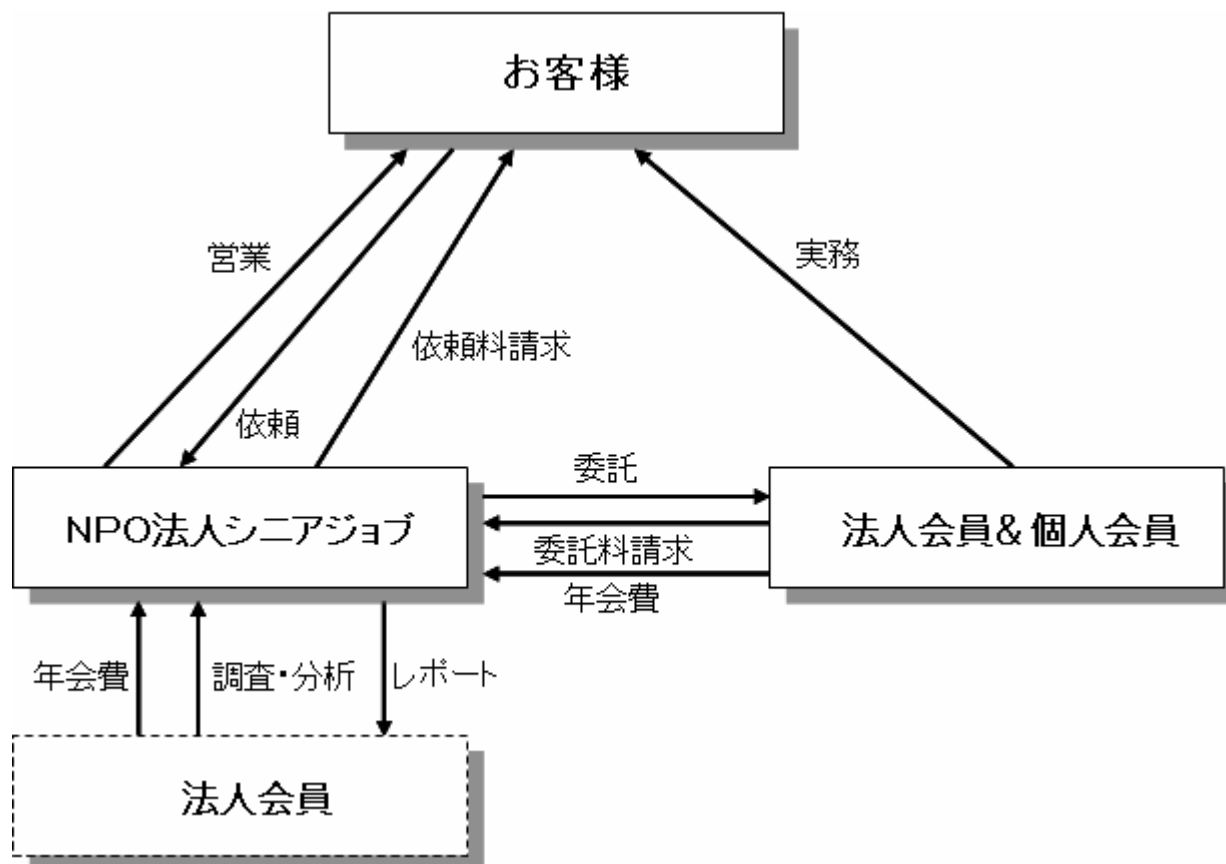 お客様
営業
実務
依頼料請求
依頼
委託
NPO法人シニアジョブ
法人会員&個人会員
委託料請求
年会費
年会費
調査・分析
レポート
法人会員